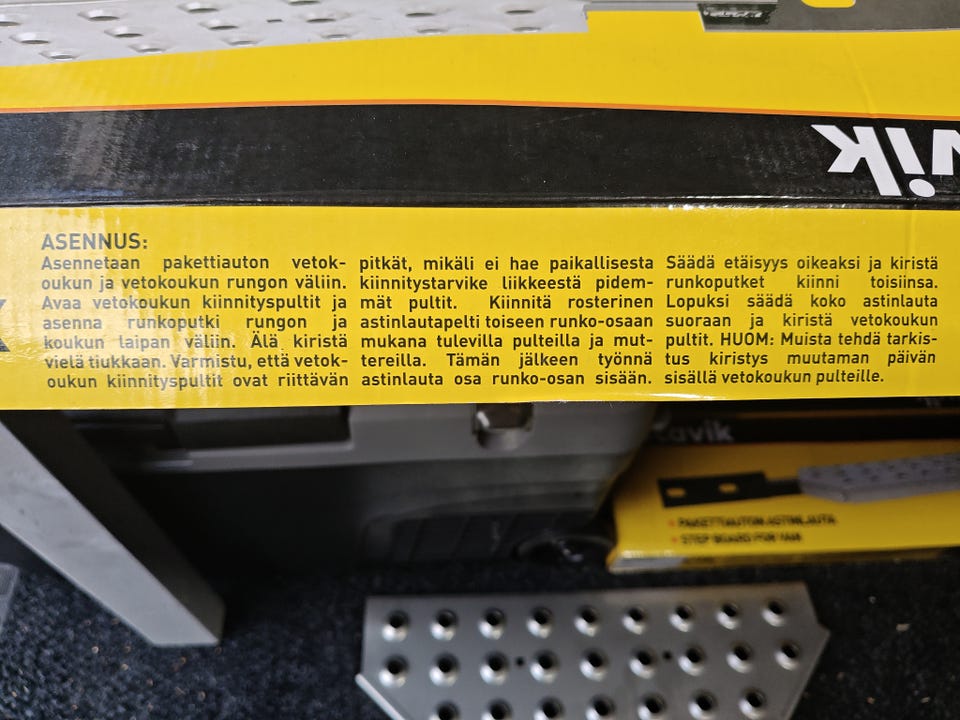 vik
ASENNUS:
Asennetaan pakettiauton vetok-
oukun ja vetokoukun rungon väliin.
Avaa vetokoukun kiinnityspultit ja
asenna runkoputki rungon ja
koukun laipan väliin. Älä kiristä
vielä tiukkaan. Varmistu, että vetok-
oukun kiinnityspultit ovat riittävän
pitkät, mikäli ei hae paikallisesta
kiinnitystarvike liikkeestä pidem-
mät pultit. Kiinnitä rosterinen
astinlautapelti toiseen runko-osaan
mukana tulevilla pulteilla ja mut-
tereilla. Tämän jälkeen työnnä
astinlauta osa runko-osan sisään.
Säädä etäisyys oikeaksi ja kiristä
runkoputket kiinni toisiinsa.
Lopuksi säädä koko astinlauta
suoraan ja kiristä vetokoukun
pultit. HUOM: Muista tehdä tarkis-
tus kiristys muutaman päivän
sisällä vetokoukun pulteille.
kavik
PAKETTIAUTON ASTINLAUTA
STEP BOARD FOR VAN